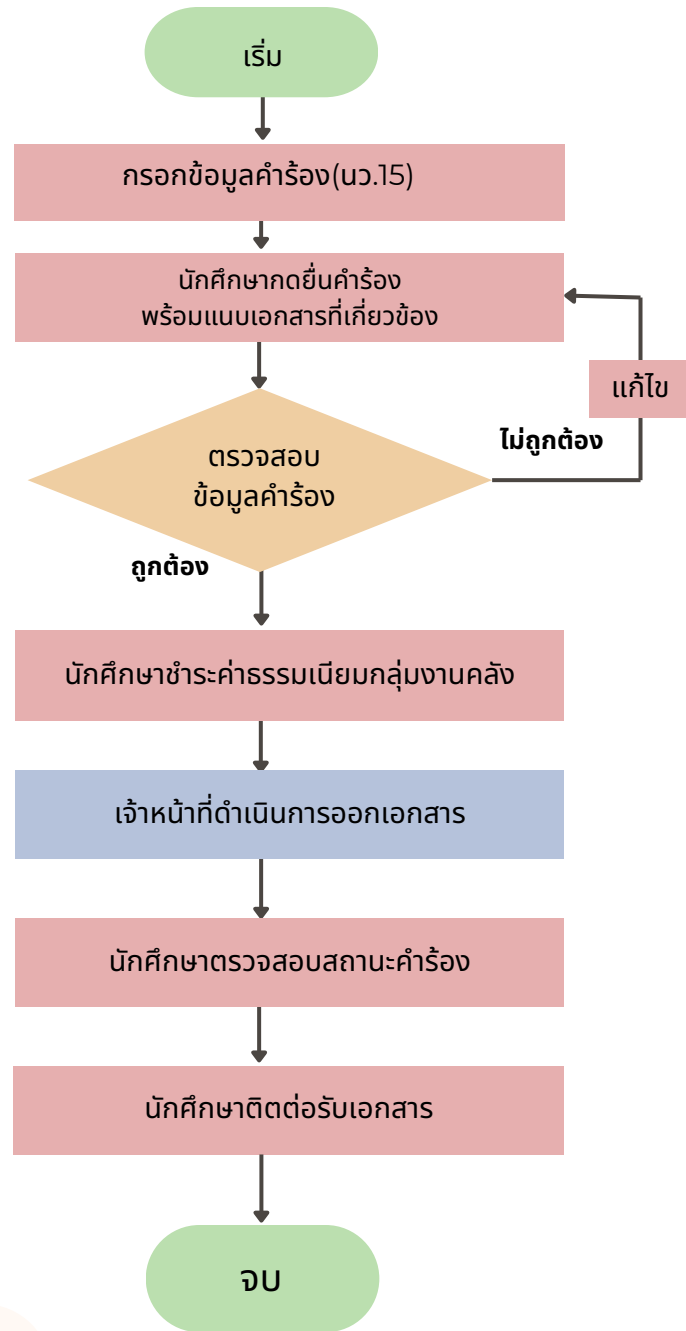 เริ่ม
กรอกข้อมูลคำร้อง(นว.15)
นักศึกษากดยื่นคำร้อง
พร้อมแนบเอกสารที่เกี่ยวข้อง
แก้ไข
ไม่ถูกต้อง
ตรวจสอบ
ข้อมูลคำร้อง
ถูกต้อง
นักศึกษาชำระค่าธรรมเนียมกลุ่มงานคลัง
เจ้าหน้าที่ดำเนินการออกเอกสาร
นักศึกษาตรวจสอบสถานะคำร้อง
นักศึกษาติตต่อรับเอกสาร
จบ